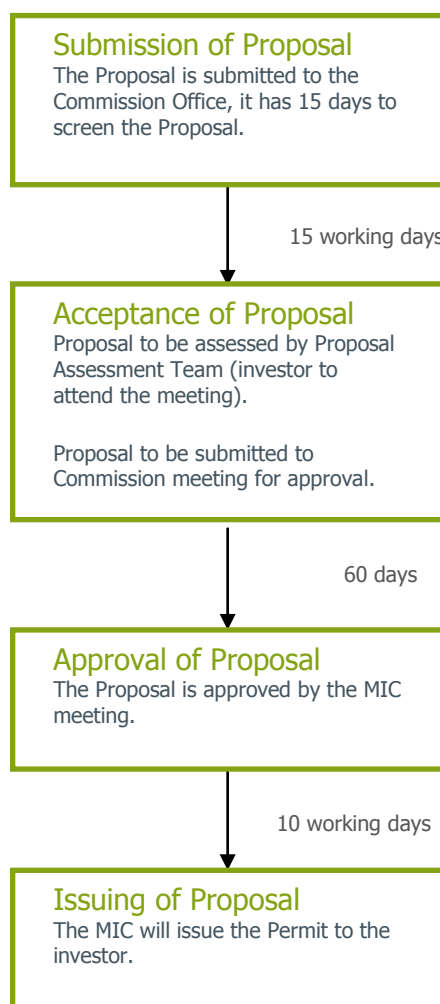 Submission of Proposal
The Proposal is submitted to the
Commission Office, it has 15 days to
screen the Proposal.
15 working days
Acceptance of Proposal
Proposal to be assessed by Proposal
Assessment Team (investor to
attend the meeting).
Proposal to be submitted to
Commission meeting for approval.
60 days
Approval of Proposal
The Proposal is approved by the MIC
meeting.
10 working days
Issuing of Proposal
The MIC will issue the Permit to the
investor.